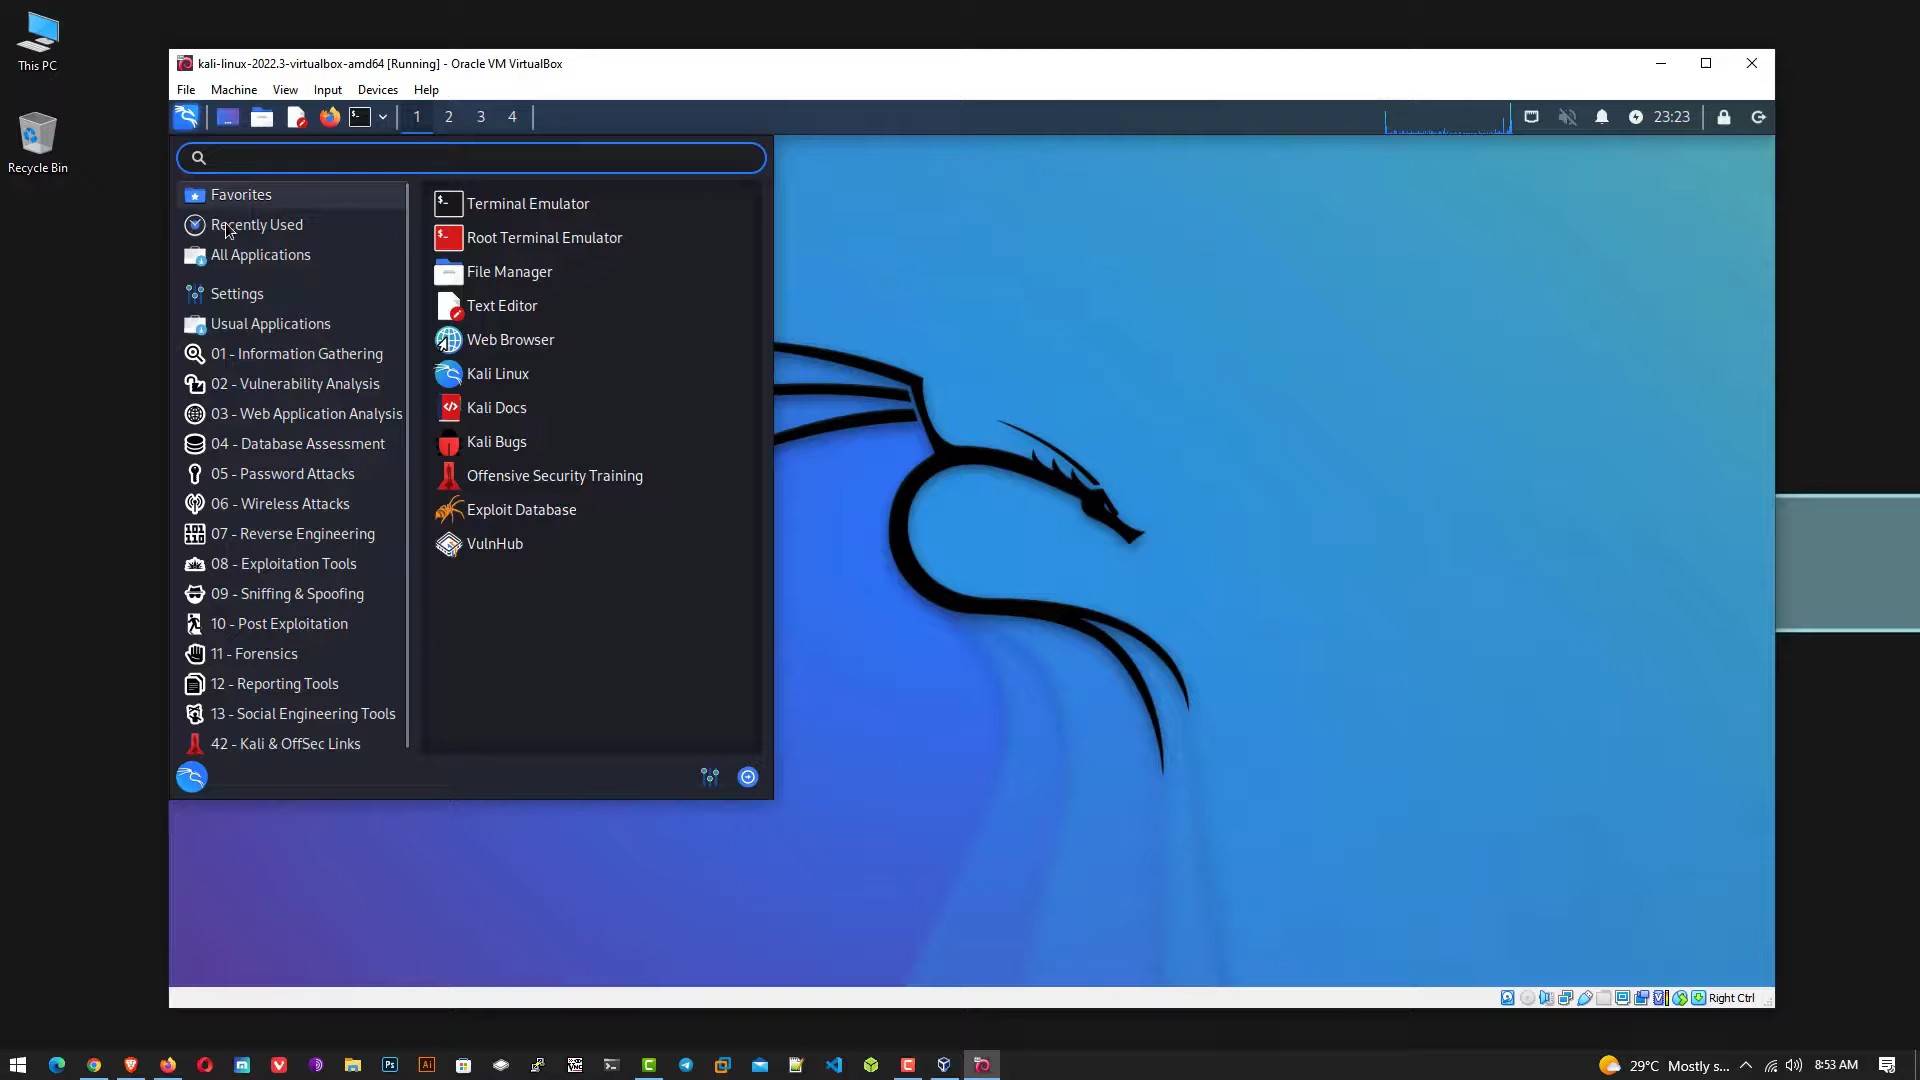 This PC
Recycle Bin
kali-linux-2022.3-virtualbox-amd64 [Running] - Oracle VM VirtualBox
File Machine View Input Devices Help
1 2 3 4
23:23
Favorites
Recently Used
All Applications
Settings
Usual Applications
01 - Information Gathering
02 - Vulnerability Analysis
03 - Web Application Analysis
04 - Database Assessment
05 - Password Attacks
06 - Wireless Attacks
07 - Reverse Engineering
08 - Exploitation Tools
09 - Sniffing & Spoofing
10 - Post Exploitation
11 - Forensics
12 - Reporting Tools
13 - Social Engineering Tools
42 - Kali & OffSec Links
Terminal Emulator
Root Terminal Emulator
File Manager
Text Editor
Web Browser
Kali Linux
Kali Docs
Kali Bugs
Offensive Security Training
Exploit Database
VulnHub
Right Ctrl
Ps
Ai
29°C Mostly s...
8:53 AM